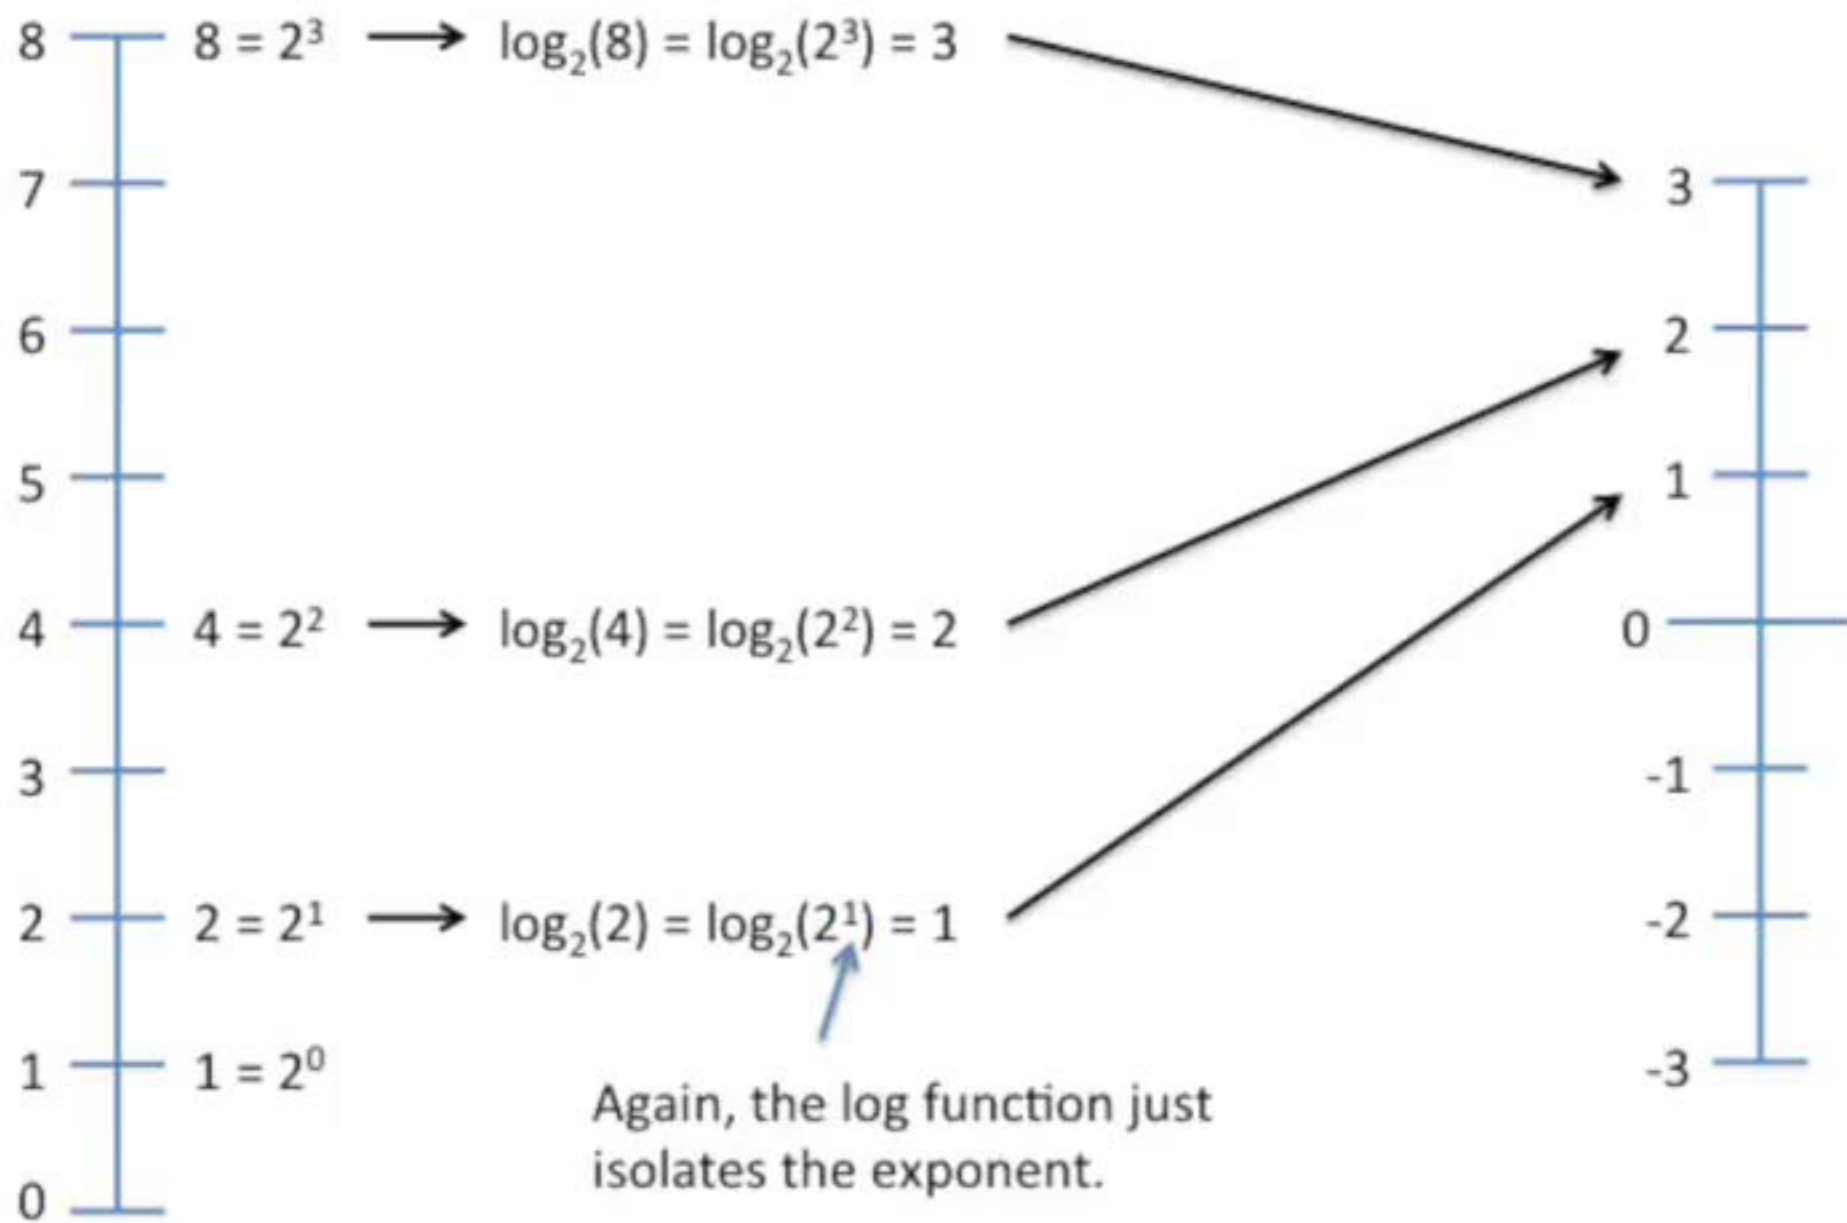 8 8 = 2³ → log₂(8) = log₂(2³) = 3
7 3
6 2
5 1
4 4 = 2² → log₂(4) = log₂(2²) = 2 0
3 -1
2 2 = 2¹ → log₂(2) = log₂(2¹) = 1 -2
1 1 = 2⁰ -3
Again, the log function just
isolates the exponent.
0